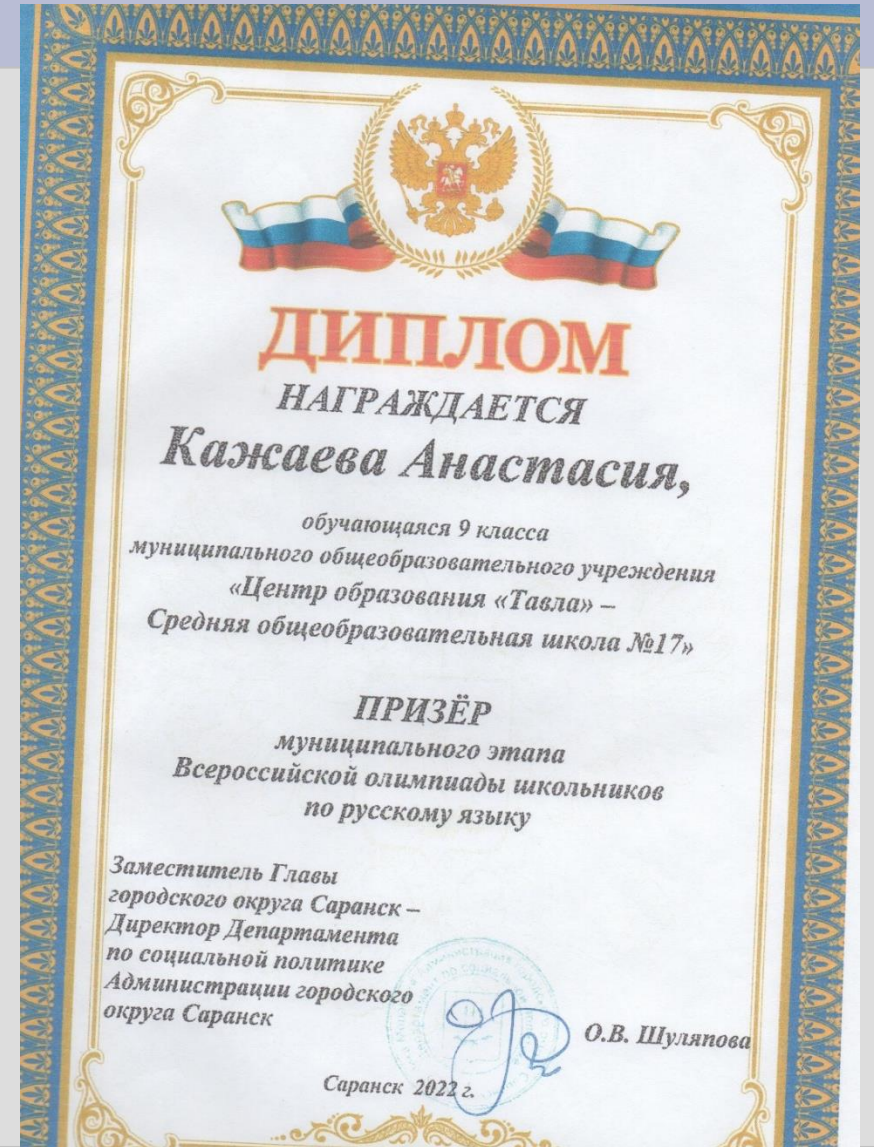 ДИПЛОМ
НАГРАЖДАЕТСЯ
Кажаева Анастасия,
обучающаяся 9 класса
муниципального общеобразовательного учреждения
«Центр образования «Тавла» –
Средняя общеобразовательная школа №17»
ПРИЗЁР
муниципального этапа
Всероссийской олимпиады школьников
по русскому языку
Заместитель Главы
городского округа Саранск –
Директор Департамента
по социальной политике
Администрации городского
округа Саранск
О.В. Шуляпова
Саранск 2022 г.